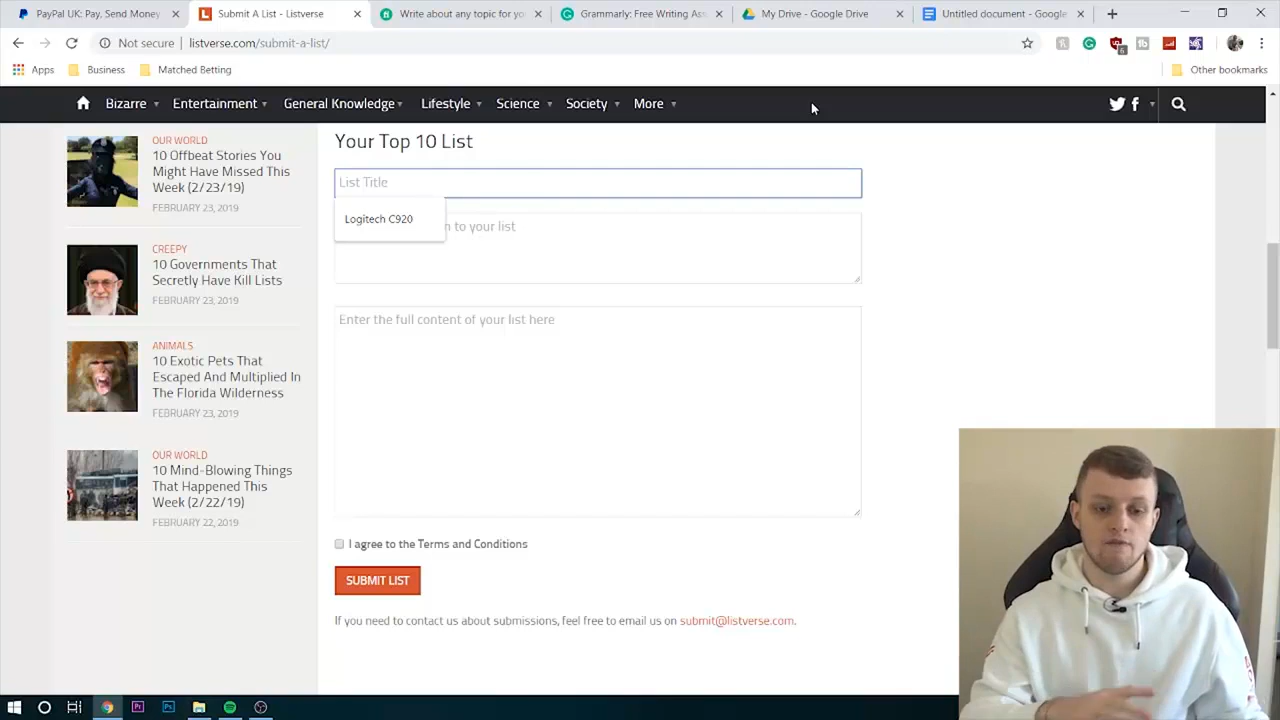 PayPal UK: Pay, Send Money
Submit A List - Listverse
Write about any topic for yo
Grammarly: Free Writing Ass
My Drive - Google Drive
Untitled document - Google
Not secure | listverse.com/submit-a-list/
Apps
Business
Matched Betting
Other bookmarks
Bizarre
Entertainment
General Knowledge
Lifestyle
Science
Society
More
OUR WORLD
10 Offbeat Stories You
Might Have Missed This
Week (2/23/19)
FEBRUARY 23, 2019
CREEPY
10 Governments That
Secretly Have Kill Lists
FEBRUARY 23, 2019
ANIMALS
10 Exotic Pets That
Escaped And Multiplied In
The Florida Wilderness
FEBRUARY 23, 2019
OUR WORLD
10 Mind-Blowing Things
That Happened This
Week (2/22/19)
FEBRUARY 22, 2019
Your Top 10 List
List Title
Logitech C920
n to your list
Enter the full content of your list here
I agree to the Terms and Conditions
SUBMIT LIST
If you need to contact us about submissions, feel free to email us on submit@listverse.com.